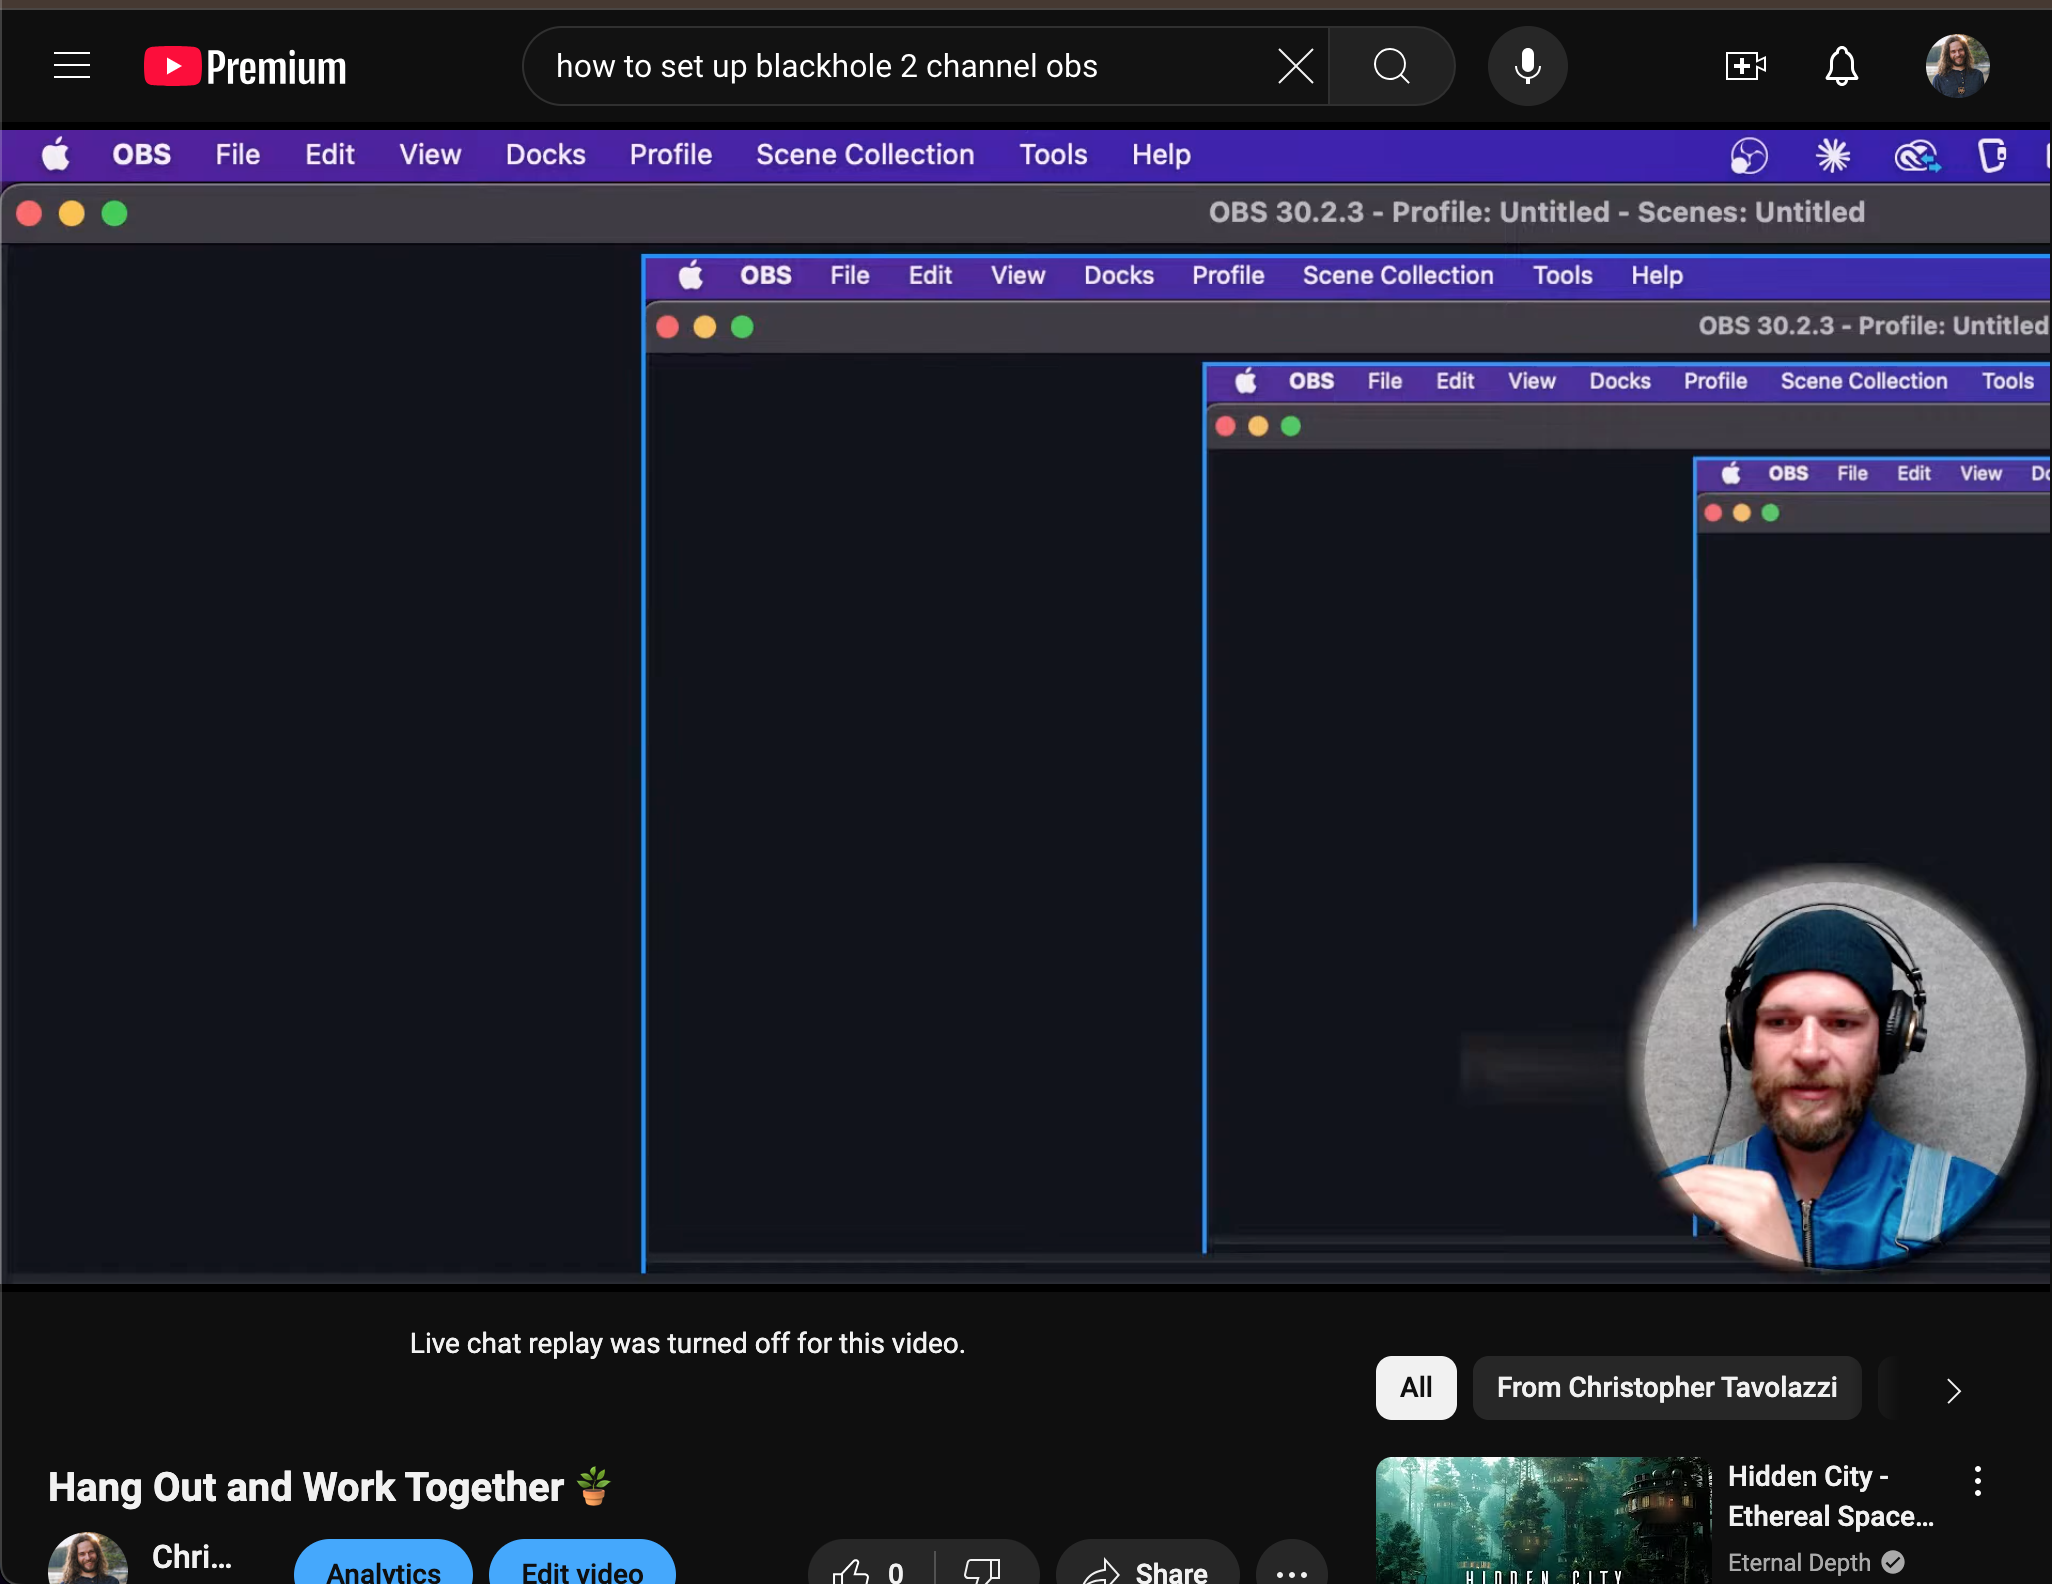 Premium
how to set up blackhole 2 channel obs
OBS File Edit View Docks Profile Scene Collection Tools Help
OBS 30.2.3 - Profile: Untitled - Scenes: Untitled
OBS File Edit View Docks Profile Scene Collection Tools Help
OBS 30.2.3 - Profile: Untitled
OBS File Edit View Docks Profile Scene Collection Tools
OBS File Edit View
Live chat replay was turned off for this video.
All
From Christopher Tavolazzi
Hang Out and Work Together 🪴
Chri...
Analytics
Edit video
0
Share
Hidden City -
Ethereal Space...
Eternal Depth
HIDDEN CITY